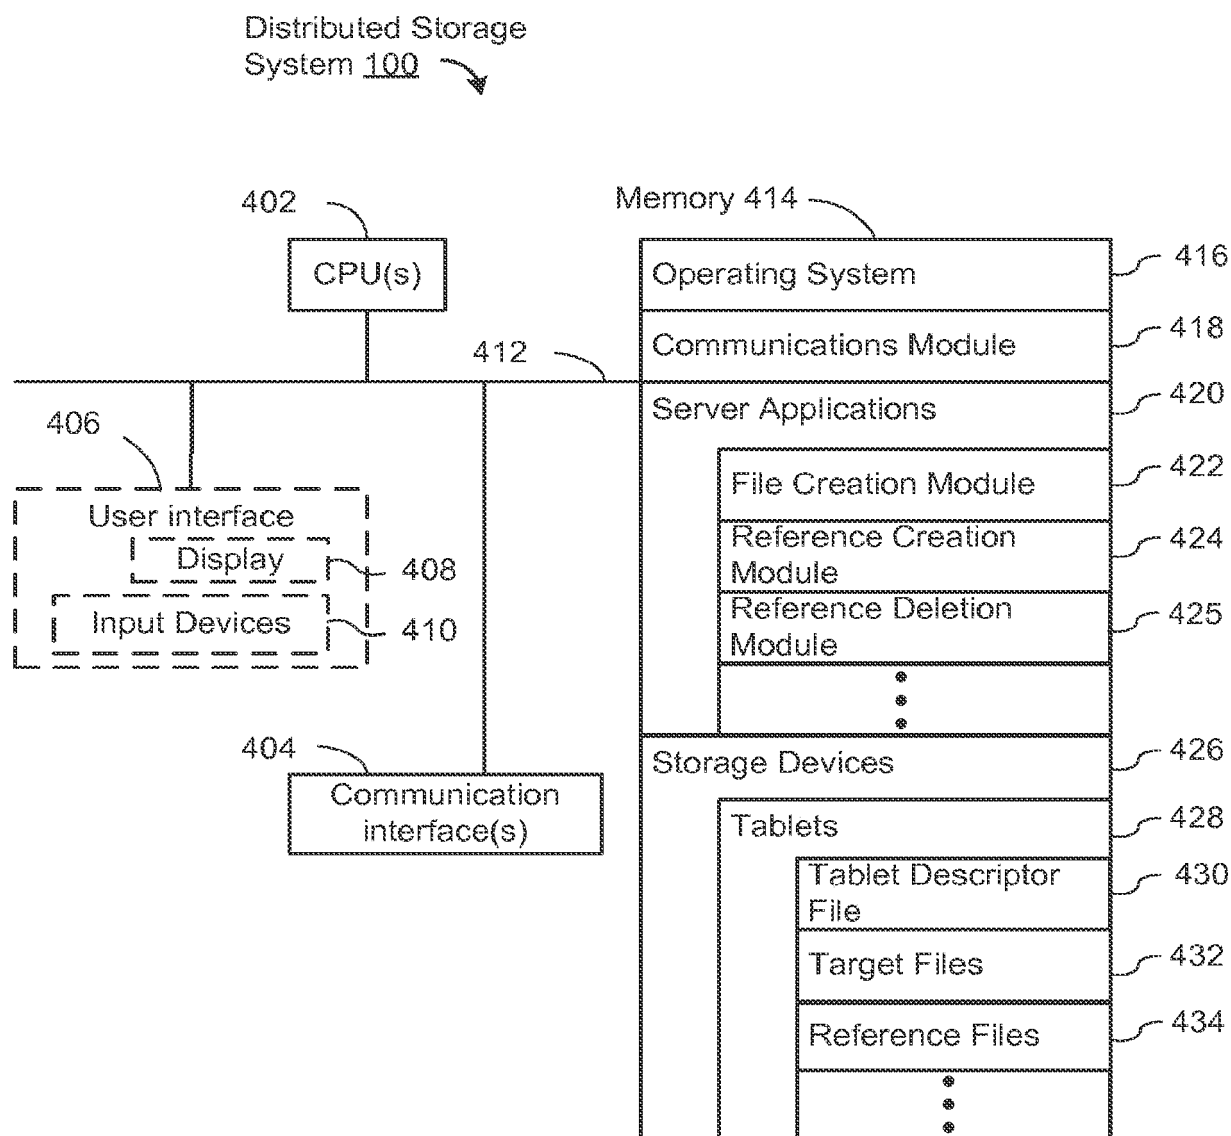 Distributed Storage
System 100
402
CPU(s)
412
406
User interface
Display
408
Input Devices
410
404
Communication
interface(s)
Memory 414
Operating System
416
Communications Module
418
Server Applications
420
File Creation Module
422
Reference Creation
Module
424
Reference Deletion
Module
425
Storage Devices
426
Tablets
428
Tablet Descriptor
File
430
Target Files
432
Reference Files
434